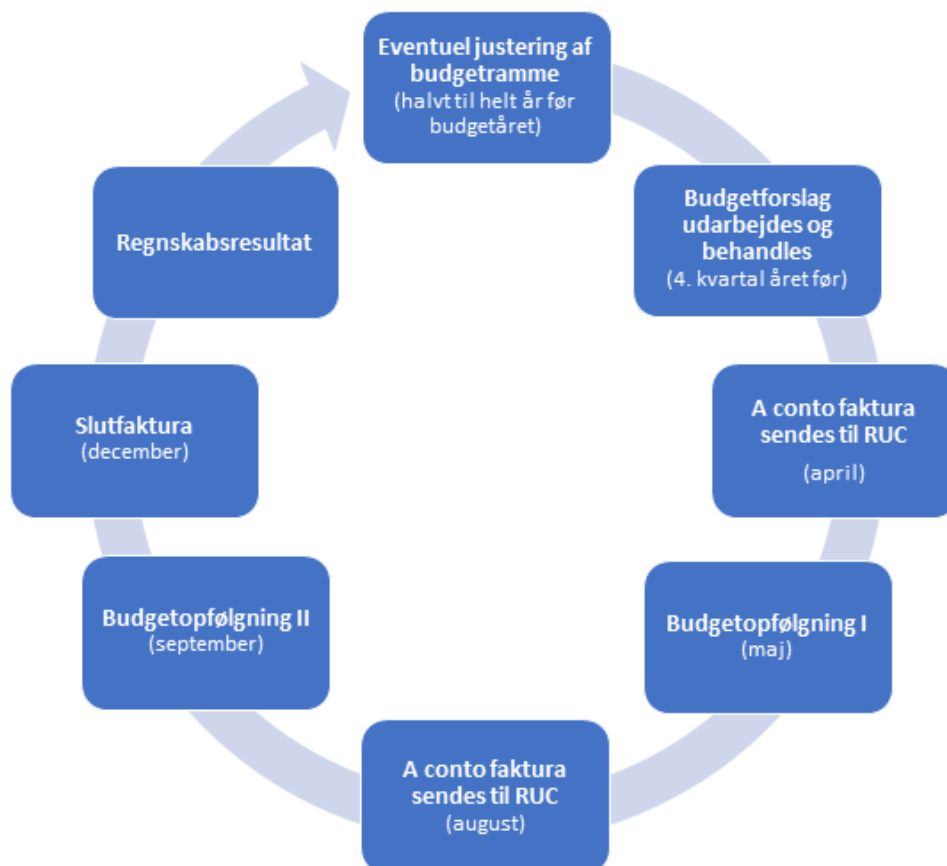 Eventuel justering af
budgetramme
(halvt til helt år før
budgetåret)
Budgetforslag
udarbejdes og
behandles
(4. kvartal året før)
A conto faktura
sendes til RUC
(april)
Budgetopfølgning I
(maj)
A conto faktura
sendes til RUC
(august)
Budgetopfølgning II
(september)
Slutfaktura
(december)
Regnskabsresultat